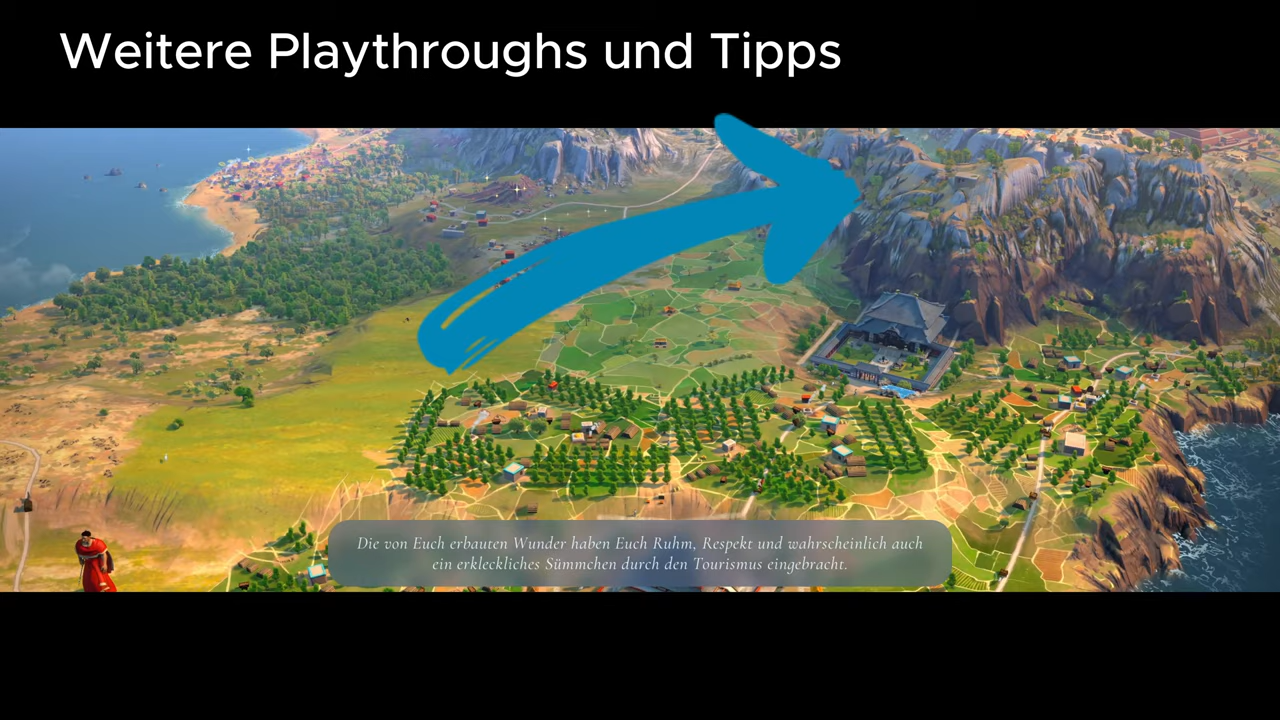 Weitere Playthroughs und Tipps
Die von Euch erbauten Wunder haben Euch Ruhm, Respekt und wahrscheinlich auch
ein erkleckliches Sümmchen durch den Tourismus eingebracht.